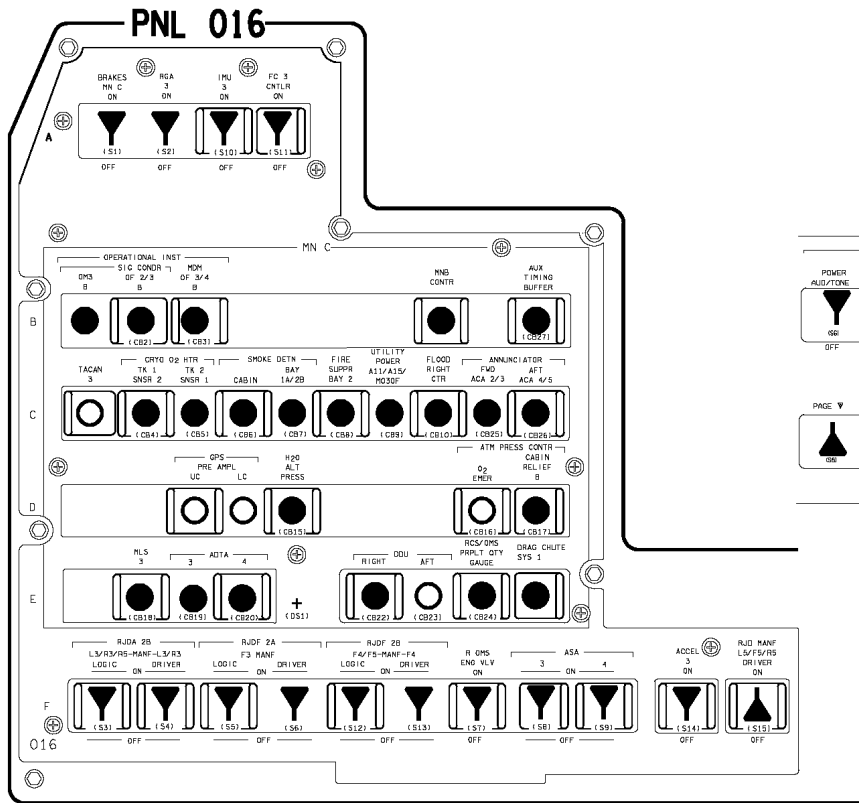 PNL 016
BRAKES RGA IMU FC 3
MN C 3 3 CNTLR
ON ON ON ON
A
(S1) (S2) (S10) (S11)
OFF OFF OFF OFF
MN C
OPERATIONAL INST
SIG CONDR MDM MNB AUX
OM3 OF 2/3 OF 3/4 CONTR TIMING
B B B BUFFER
B
(CB2) (CB3) (CB27)
CRYO O2 HTR SMOKE DETN FIRE UTILITY FLOOD ANNUNCIATOR
TACAN TK 1 TK 2 BAY SUPPR POWER RIGHT FWD AFT
3 SNSR 2 SNSR 1 CABIN 1A/2B BAY 2 A11/A15/ CTR ACA 2/3 ACA 4/5
MO30F
C
(CB4) (CB5) (CB6) (CB7) (CB8) (CB9) (CB10) (CB25) (CB26)
GPS H2O ATM PRESS CONTR
PRE AMPL ALT O2 CABIN
UC LC PRESS EMER RELIEF
B
D
(CB15) (CB16) (CB17)
MLS AOTA DDU RCS/OMS DRAG CHUTE
3 3 4 RIGHT AFT PRPLT QTY SYS 1
GAUGE
E
(CB18) (CB19) (CB20) (DS1) (CB22) (CB23) (CB24)
RJDA 2B RJDF 2A RJDF 2B R OMS ASA ACCEL RJD MANF
L3/R3/R5-MANF-L3/R3 F3 MANF F4/F5-MANF-F4 ENG VLV 3 4 3 L5/F5/R5
LOGIC DRIVER LOGIC DRIVER LOGIC DRIVER ON ON ON DRIVER
ON ON ON ON
F
(S3) (S4) (S5) (S6) (S12) (S13) (S7) (S8) (S9) (S14) (S15)
OFF OFF OFF OFF OFF OFF OFF
016
POWER
AUD/TONE
(S6)
OFF
PAGE